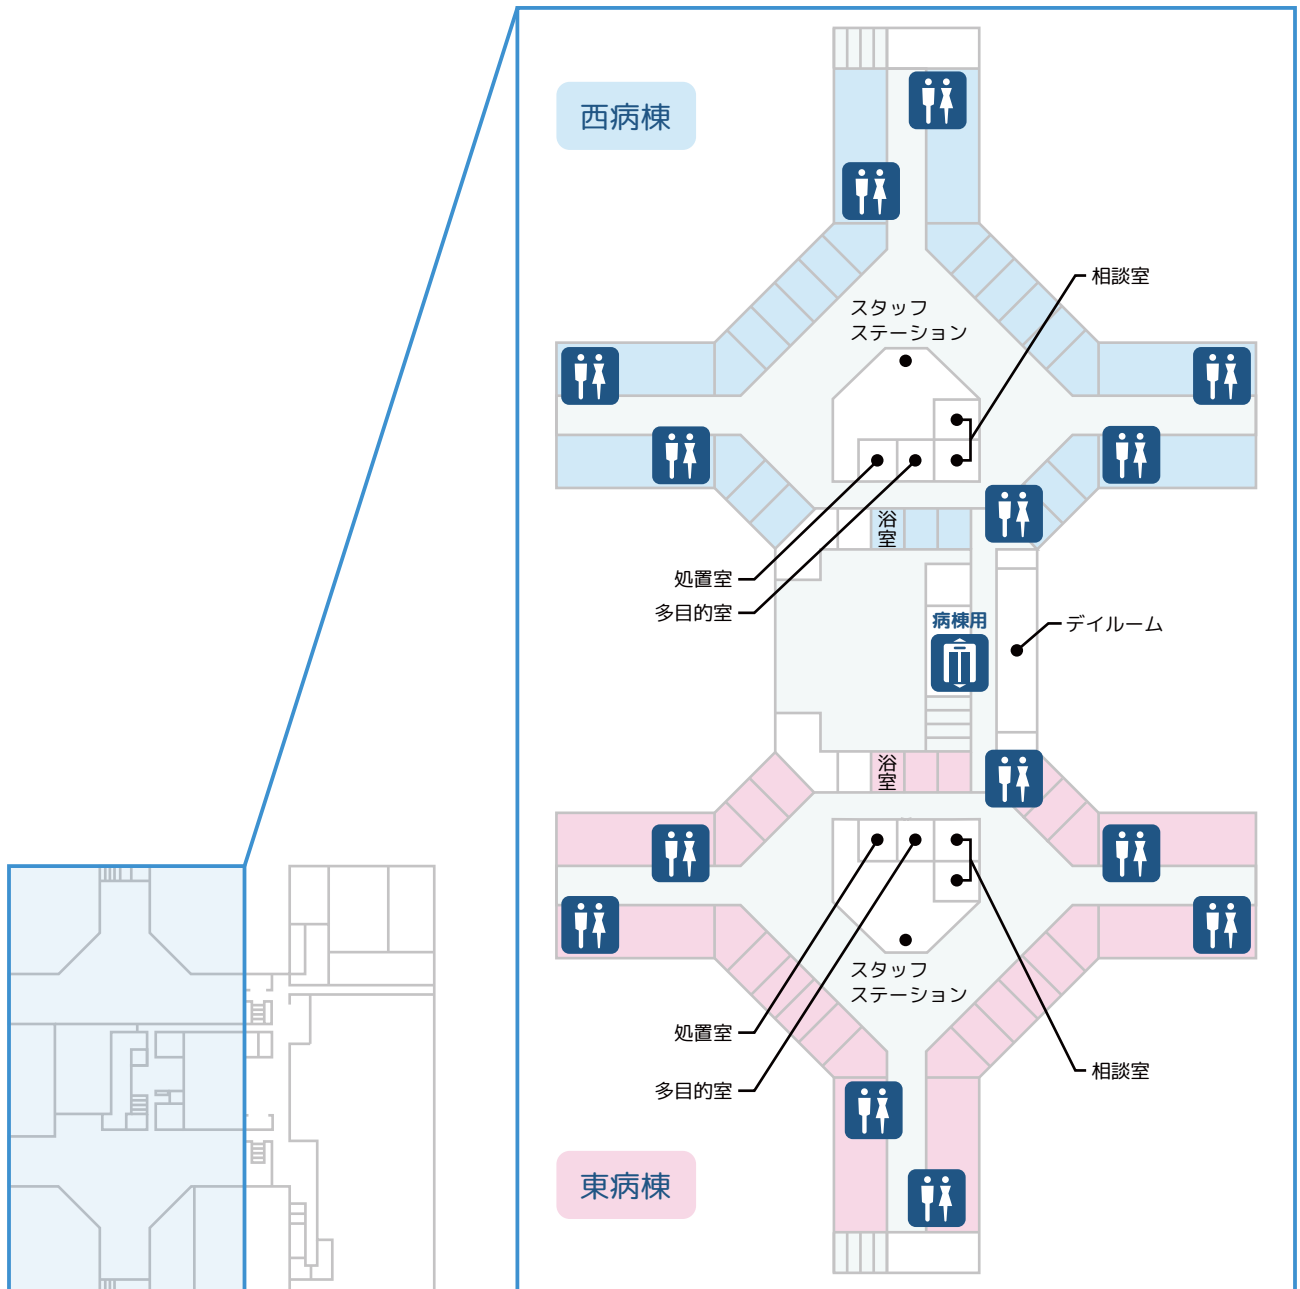 西病棟
相談室
スタッフ
ステーション
浴室
処置室
多目的室
病棟用
デイルーム
浴室
スタッフ
ステーション
処置室
多目的室
相談室
東病棟